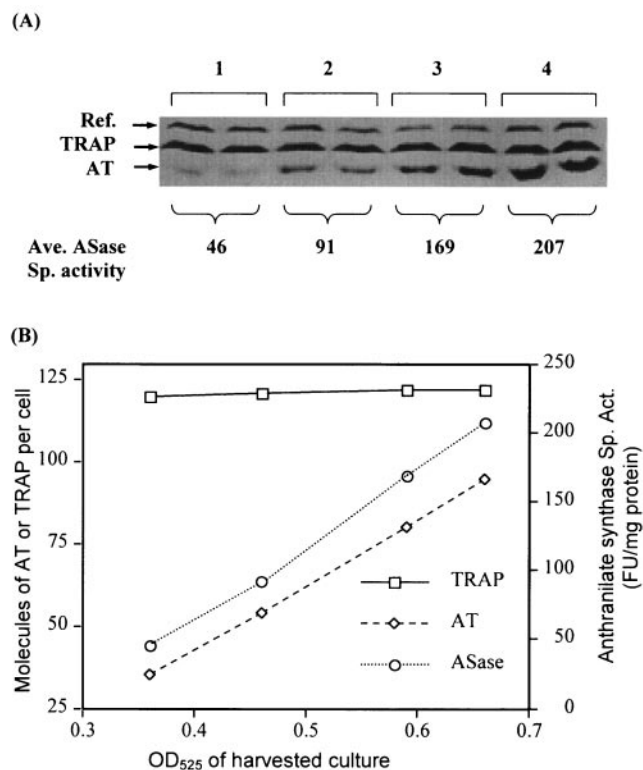 (A)
1 2 3 4
Ref.
TRAP
AT
Ave. ASase 46 91 169 207
Sp. activity
(B)
Molecules of AT or TRAP per cell
125
100
75
50
25
250
200
150
100
50
0
Anthranilate synthase Sp. Act.
(FU/mg protein)
TRAP
AT
ASase
0.3 0.4 0.5 0.6 0.7
OD525 of harvested culture